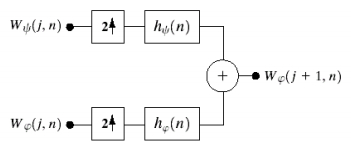 W_ψ(j, n) 2↑ h_ψ(n)
+ W_φ(j + 1, n)
W_φ(j, n) 2↑ h_φ(n)